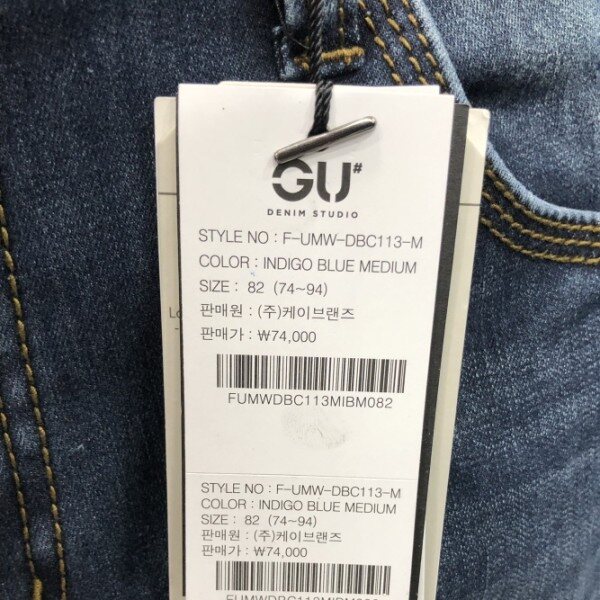 GU#
DENIM STUDIO
STYLE NO : F-UMW-DBC113-M
COLOR : INDIGO BLUE MEDIUM
SIZE : 82 (74~94)
판매원 : (주)케이브랜즈
판매가 : ₩74,000
FUMWDBC113MIBM082
STYLE NO : F-UMW-DBC113-M
COLOR : INDIGO BLUE MEDIUM
SIZE : 82 (74~94)
판매원 : (주)케이브랜즈
판매가 : ₩74,000